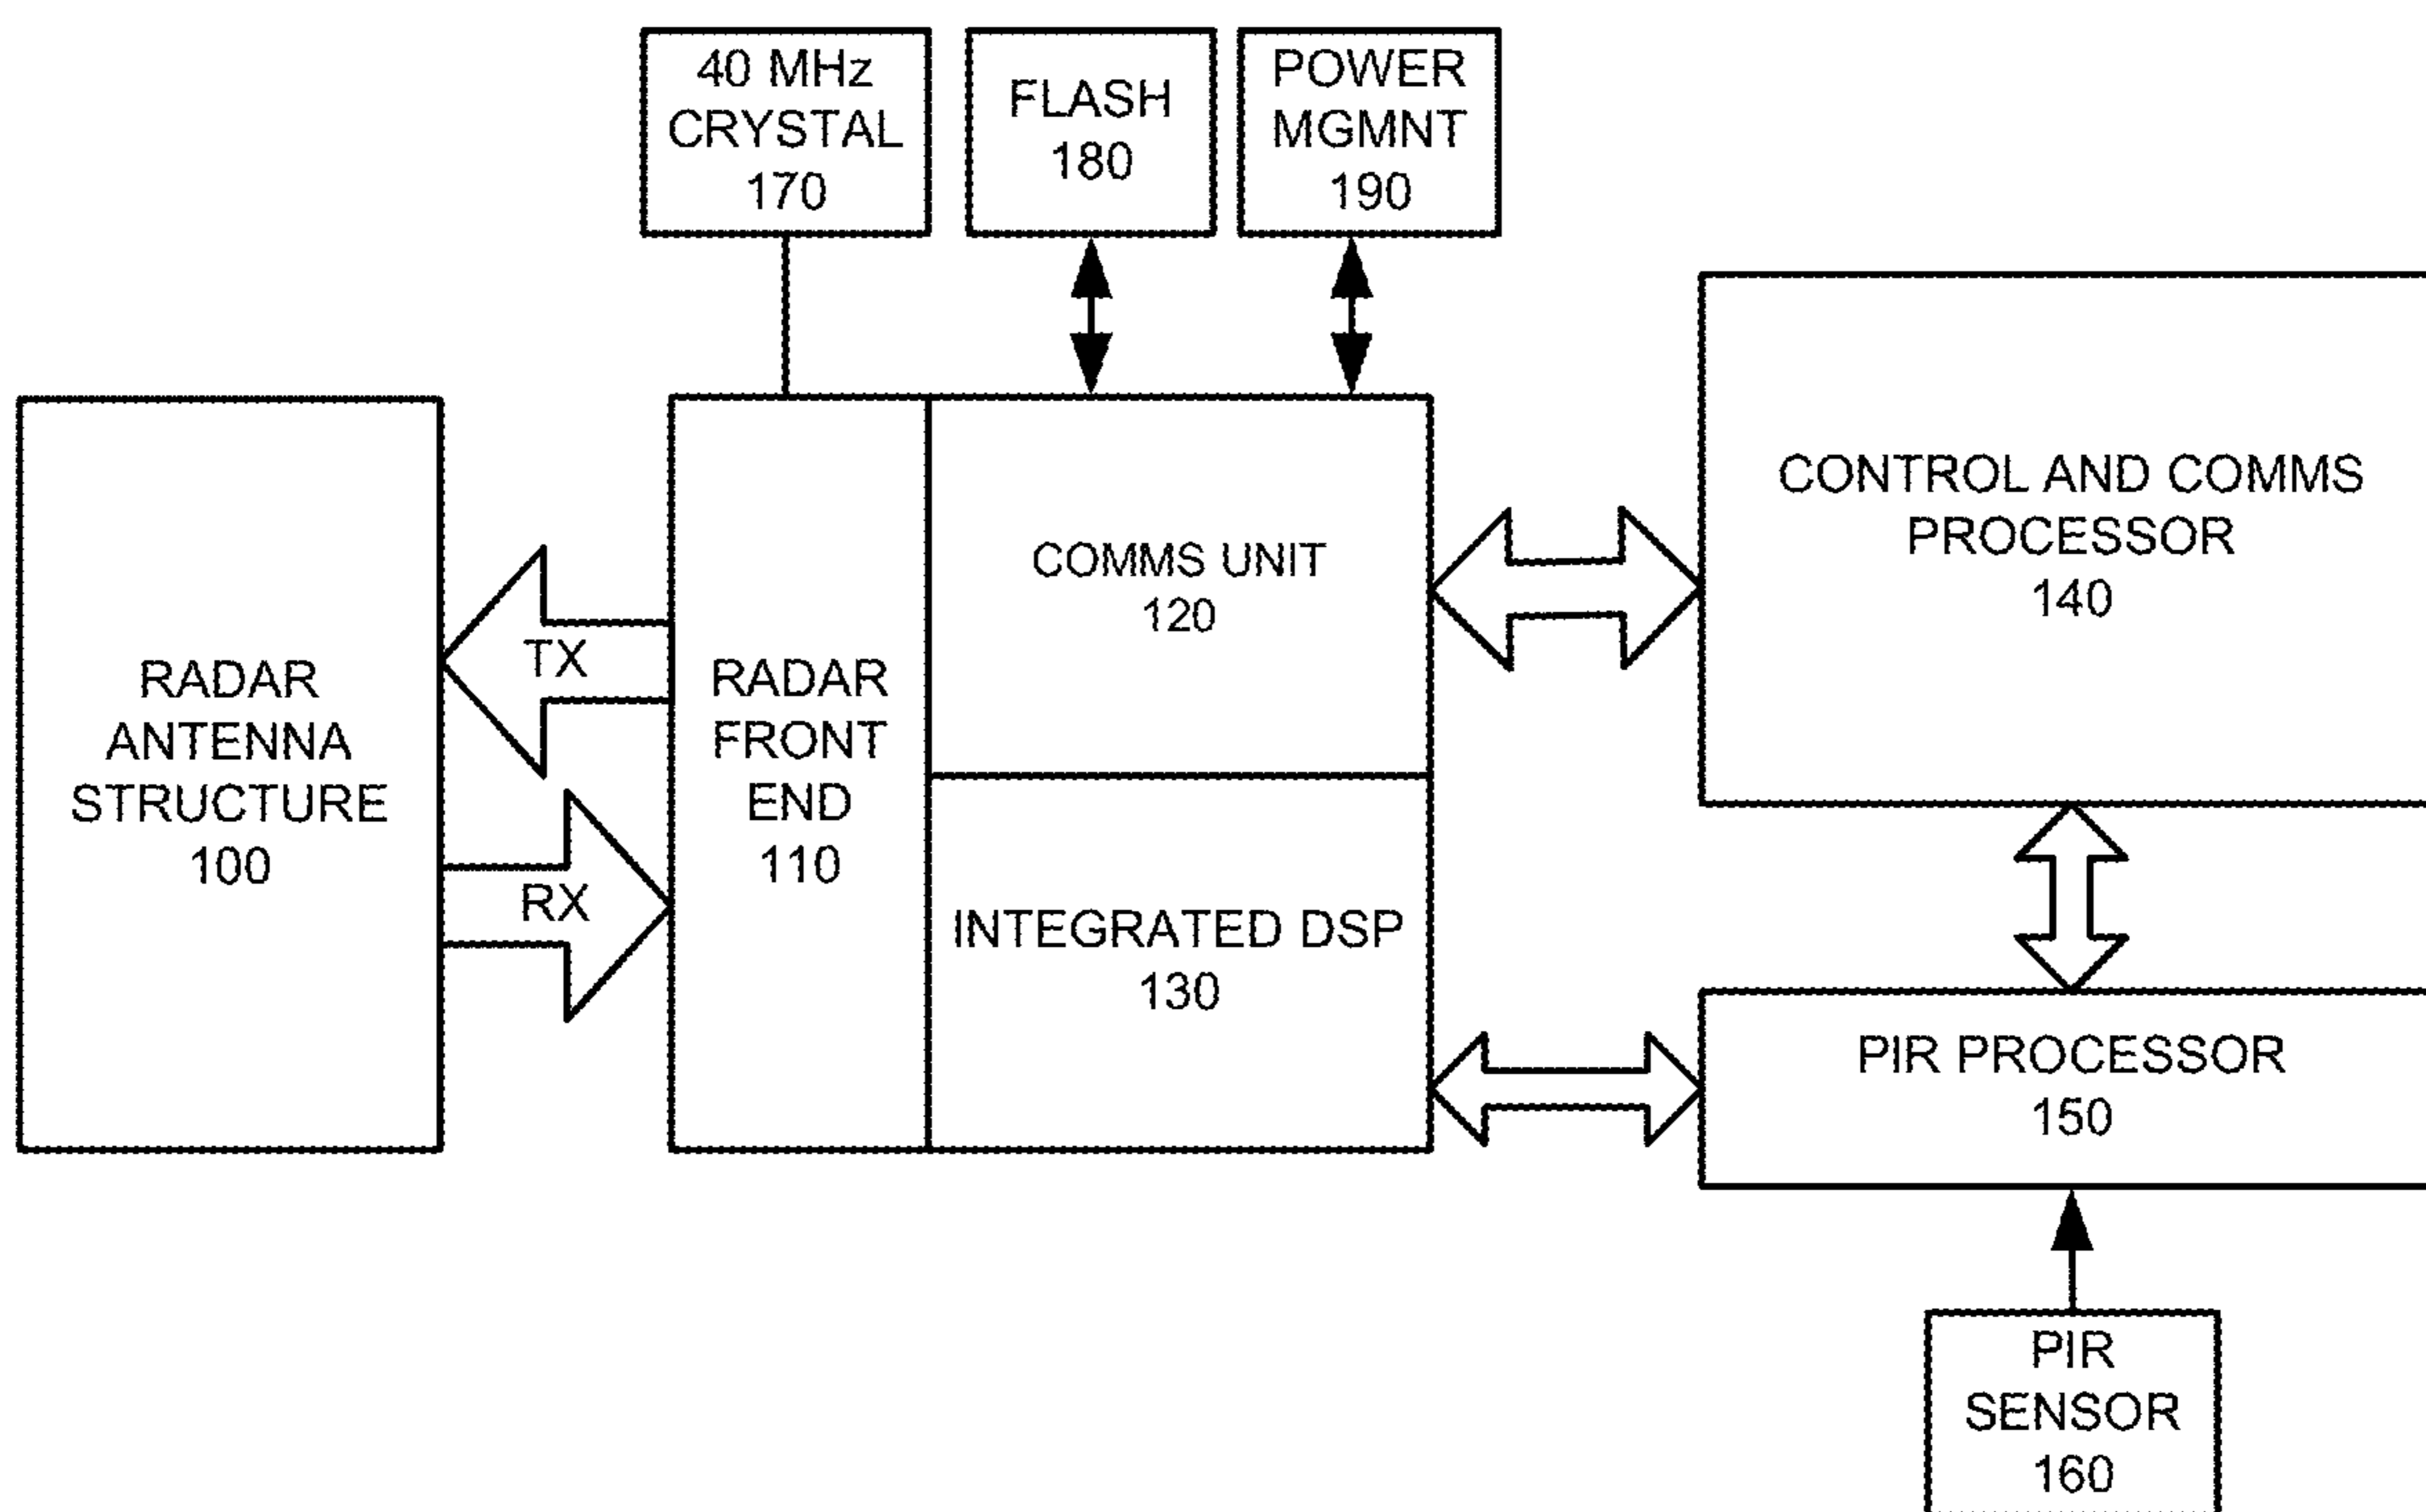 40 MHz
CRYSTAL
170
FLASH
180
POWER
MGMNT
190
RADAR
ANTENNA
STRUCTURE
100
TX
RX
RADAR
FRONT
END
110
COMMS UNIT
120
INTEGRATED DSP
130
CONTROL AND COMMS
PROCESSOR
140
PIR PROCESSOR
150
PIR
SENSOR
160